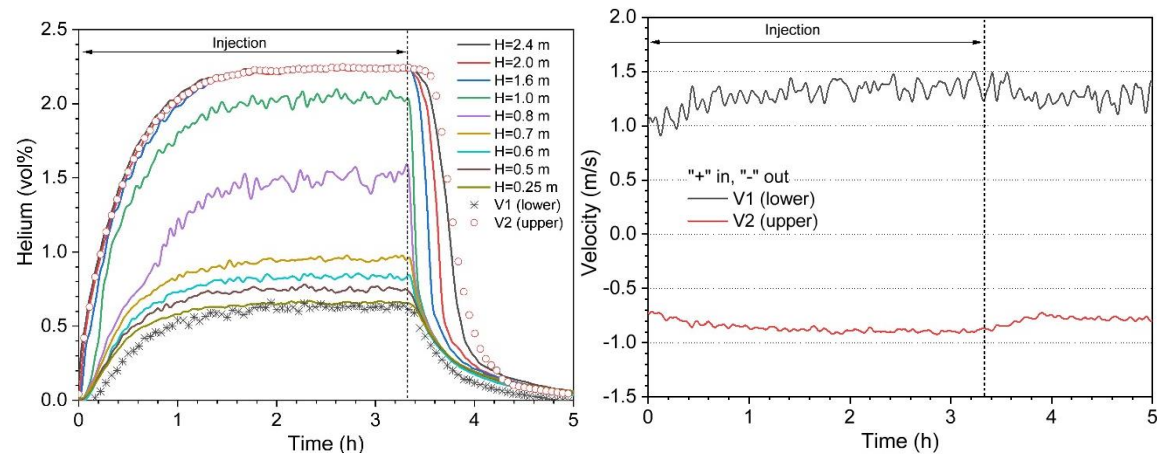 2.5
2.0
1.5
1.0
0.5
0.0
Helium (vol%)
Injection
H=2.4 m
H=2.0 m
H=1.6 m
H=1.0 m
H=0.8 m
H=0.7 m
H=0.6 m
H=0.5 m
H=0.25 m
V1 (lower)
V2 (upper)
0 1 2 3 4 5
Time (h)
2.0
1.5
1.0
0.5
0.0
-0.5
-1.0
-1.5
Velocity (m/s)
Injection
"+" in, "-" out
V1 (lower)
V2 (upper)
0 1 2 3 4 5
Time (h)